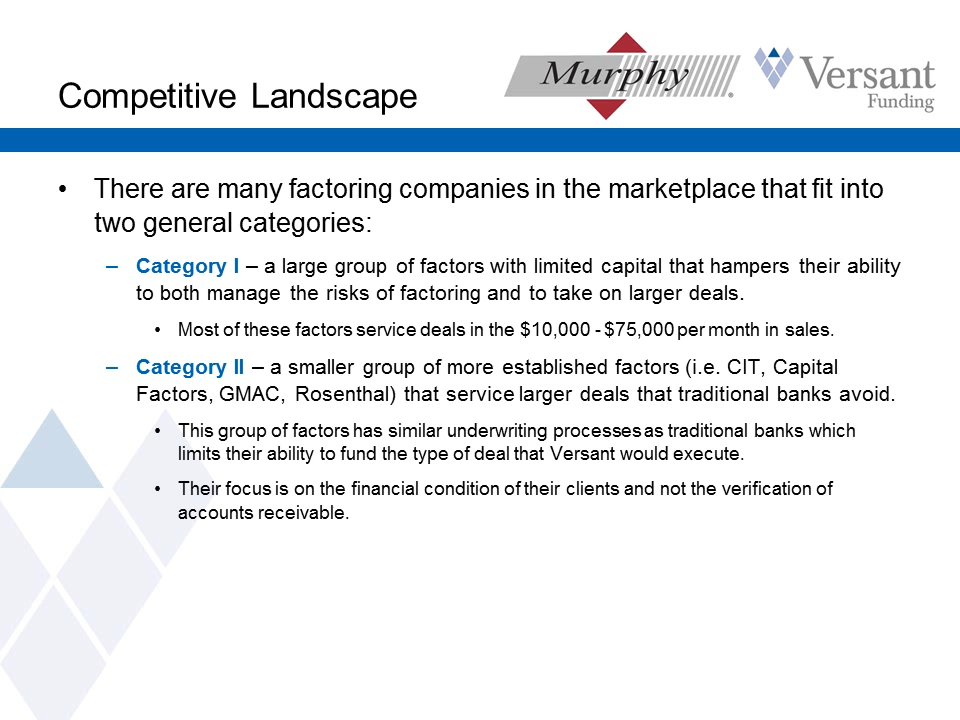 Competitive Landscape
Murphy®
Versant
Funding
• There are many factoring companies in the marketplace that fit into
two general categories:
– Category I – a large group of factors with limited capital that hampers their ability
to both manage the risks of factoring and to take on larger deals.
• Most of these factors service deals in the $10,000 - $75,000 per month in sales.
– Category II – a smaller group of more established factors (i.e. CIT, Capital
Factors, GMAC, Rosenthal) that service larger deals that traditional banks avoid.
• This group of factors has similar underwriting processes as traditional banks which
limits their ability to fund the type of deal that Versant would execute.
• Their focus is on the financial condition of their clients and not the verification of
accounts receivable.